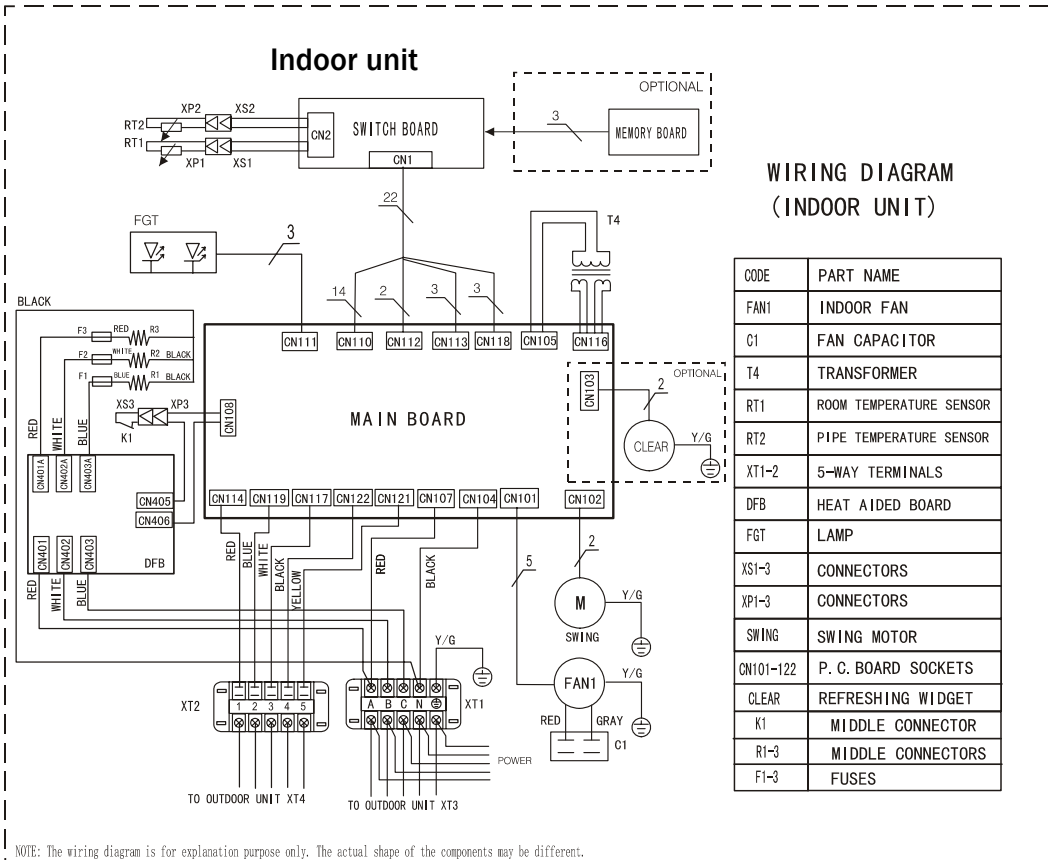 Indoor unit
OPTIONAL
XP2 XS2
RT2
RT1
XP1 XS1
CN2
SWITCH BOARD
CN1
3
MEMORY BOARD
WIRING DIAGRAM
(INDOOR UNIT)
22
T4
FGT
3
14 2 3 3
BLACK
F3 RED R3
F2 WHITE R2 BLACK
F1 BLUE R1 BLACK
CN111 CN110 CN112 CN113 CN118 CN105 CN116
OPTIONAL
CN103
2
CLEAR
Y/G
XS3 XP3
K1
CN108
MAIN BOARD
RED WHITE BLUE
CN401A CN402A CN403A
CN405
CN406
CN401 CN402 CN403
DFB
CN114 CN119 CN117 CN122 CN121 CN107 CN104 CN101 CN102
RED WHITE BLUE
RED BLUE WHITE BLACK YELLOW RED BLACK
5
2
M
Y/G
SWING
Y/G
XT2
1 2 3 4 5
A B C N
XT1
FAN1
Y/G
RED GRAY
C1
POWER
TO OUTDOOR UNIT XT4
TO OUTDOOR UNIT XT3
CODE PART NAME
FAN1 INDOOR FAN
C1 FAN CAPACITOR
T4 TRANSFORMER
RT1 ROOM TEMPERATURE SENSOR
RT2 PIPE TEMPERATURE SENSOR
XT1-2 5-WAY TERMINALS
DFB HEAT AIDED BOARD
FGT LAMP
XS1-3 CONNECTORS
XP1-3 CONNECTORS
SWING SWING MOTOR
CN101-122 P.C.BOARD SOCKETS
CLEAR REFRESHING WIDGET
K1 MIDDLE CONNECTOR
R1-3 MIDDLE CONNECTORS
F1-3 FUSES
NOTE: The wiring diagram is for explanation purpose only. The actual shape of the components may be different.